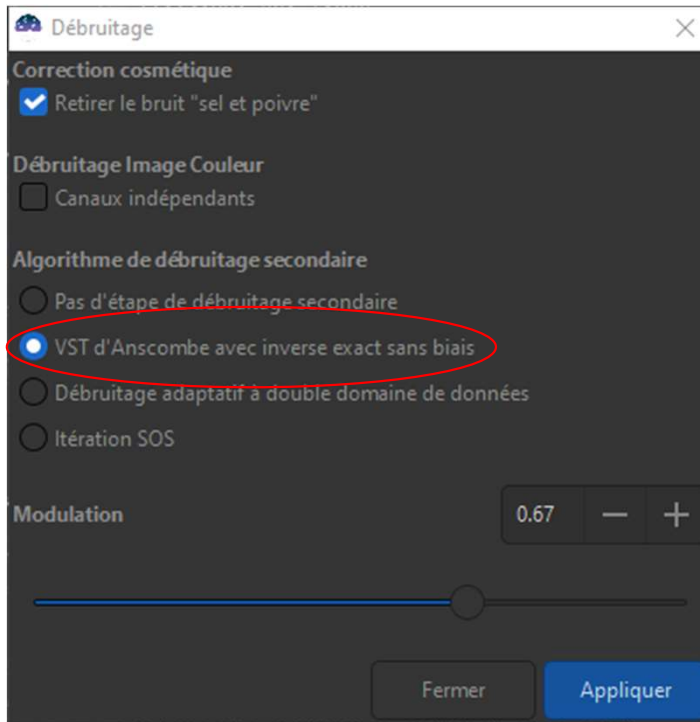 Débruitage
Correction cosmétique
Retirer le bruit "sel et poivre"
Débruitage Image Couleur
Canaux indépendants
Algorithme de débruitage secondaire
Pas d'étape de débruitage secondaire
VST d'Anscombe avec inverse exact sans biais
Débruitage adaptatif à double domaine de données
Itération SOS
Modulation 0.67
Fermer Appliquer